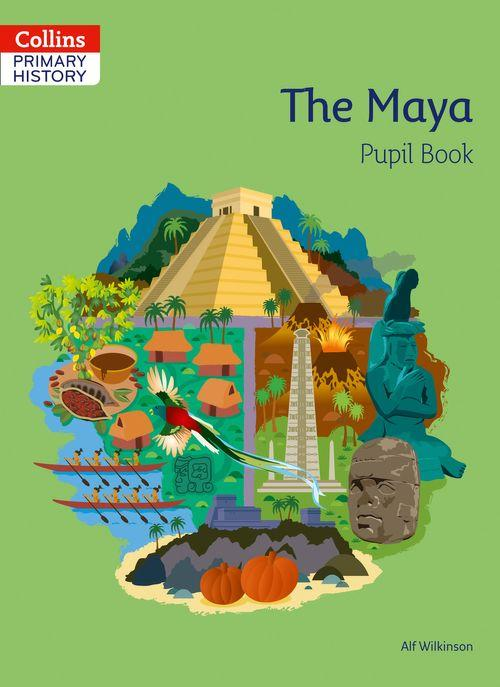 Collins
PRIMARY
HISTORY
The Maya
Pupil Book
Alf Wilkinson